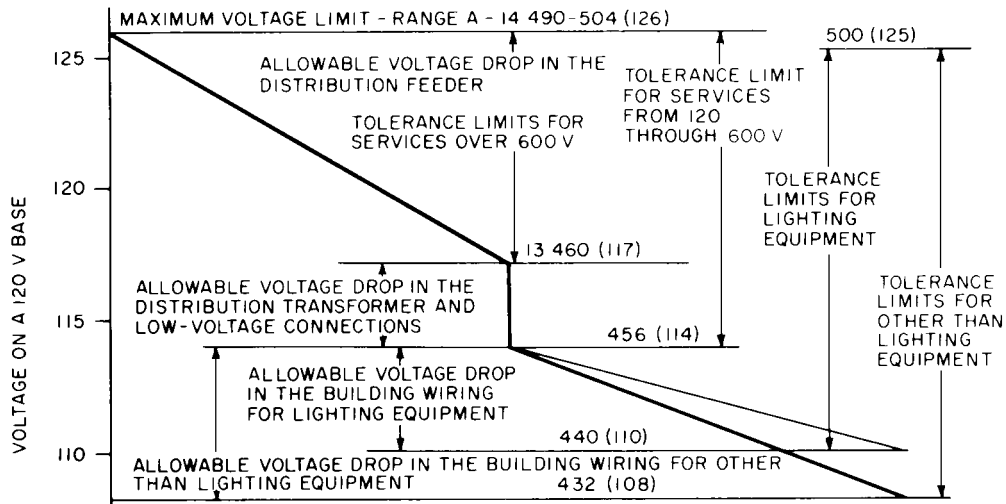 MAXIMUM VOLTAGE LIMIT - RANGE A - 14 490-504 (126)
500 (125)
125
ALLOWABLE VOLTAGE DROP IN THE
DISTRIBUTION FEEDER
TOLERANCE LIMIT
FOR SERVICES
FROM 120
THROUGH 600 V
TOLERANCE LIMITS FOR
SERVICES OVER 600 V
120
TOLERANCE
LIMITS FOR
LIGHTING
EQUIPMENT
VOLTAGE ON A 120 V BASE
13 460 (117)
ALLOWABLE VOLTAGE DROP IN THE
DISTRIBUTION TRANSFORMER AND
LOW-VOLTAGE CONNECTIONS
TOLERANCE
LIMITS FOR
OTHER THAN
LIGHTING
EQUIPMENT
115
456 (114)
ALLOWABLE VOLTAGE DROP
IN THE BUILDING WIRING
FOR LIGHTING EQUIPMENT
440 (110)
110
ALLOWABLE VOLTAGE DROP IN THE BUILDING WIRING FOR OTHER
THAN LIGHTING EQUIPMENT
432 (108)